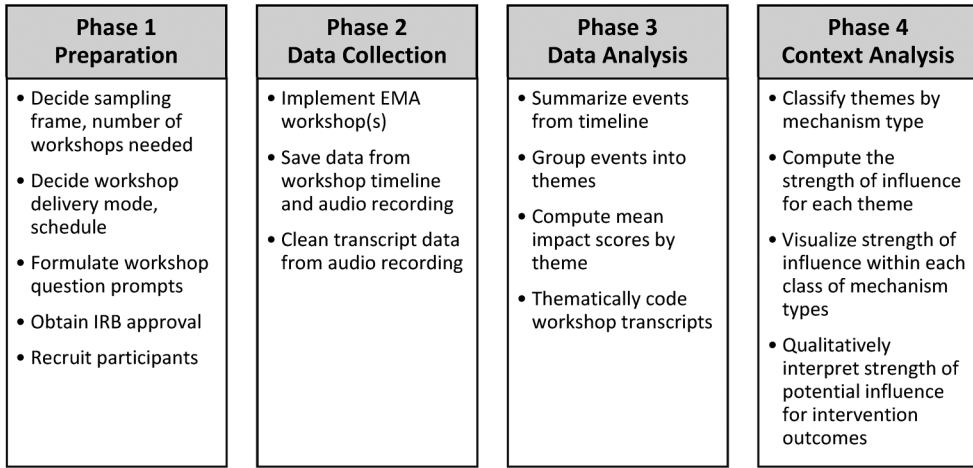 Phase 1
Preparation
• Decide sampling
frame, number of
workshops needed
• Decide workshop
delivery mode,
schedule
• Formulate workshop
question prompts
• Obtain IRB approval
• Recruit participants
Phase 2
Data Collection
• Implement EMA
workshop(s)
• Save data from
workshop timeline
and audio recording
• Clean transcript data
from audio recording
Phase 3
Data Analysis
• Summarize events
from timeline
• Group events into
themes
• Compute mean
impact scores by
theme
• Thematically code
workshop transcripts
Phase 4
Context Analysis
• Classify themes by
mechanism type
• Compute the
strength of influence
for each theme
• Visualize strength of
influence within each
class of mechanism
types
• Qualitatively
interpret strength of
potential influence
for intervention
outcomes